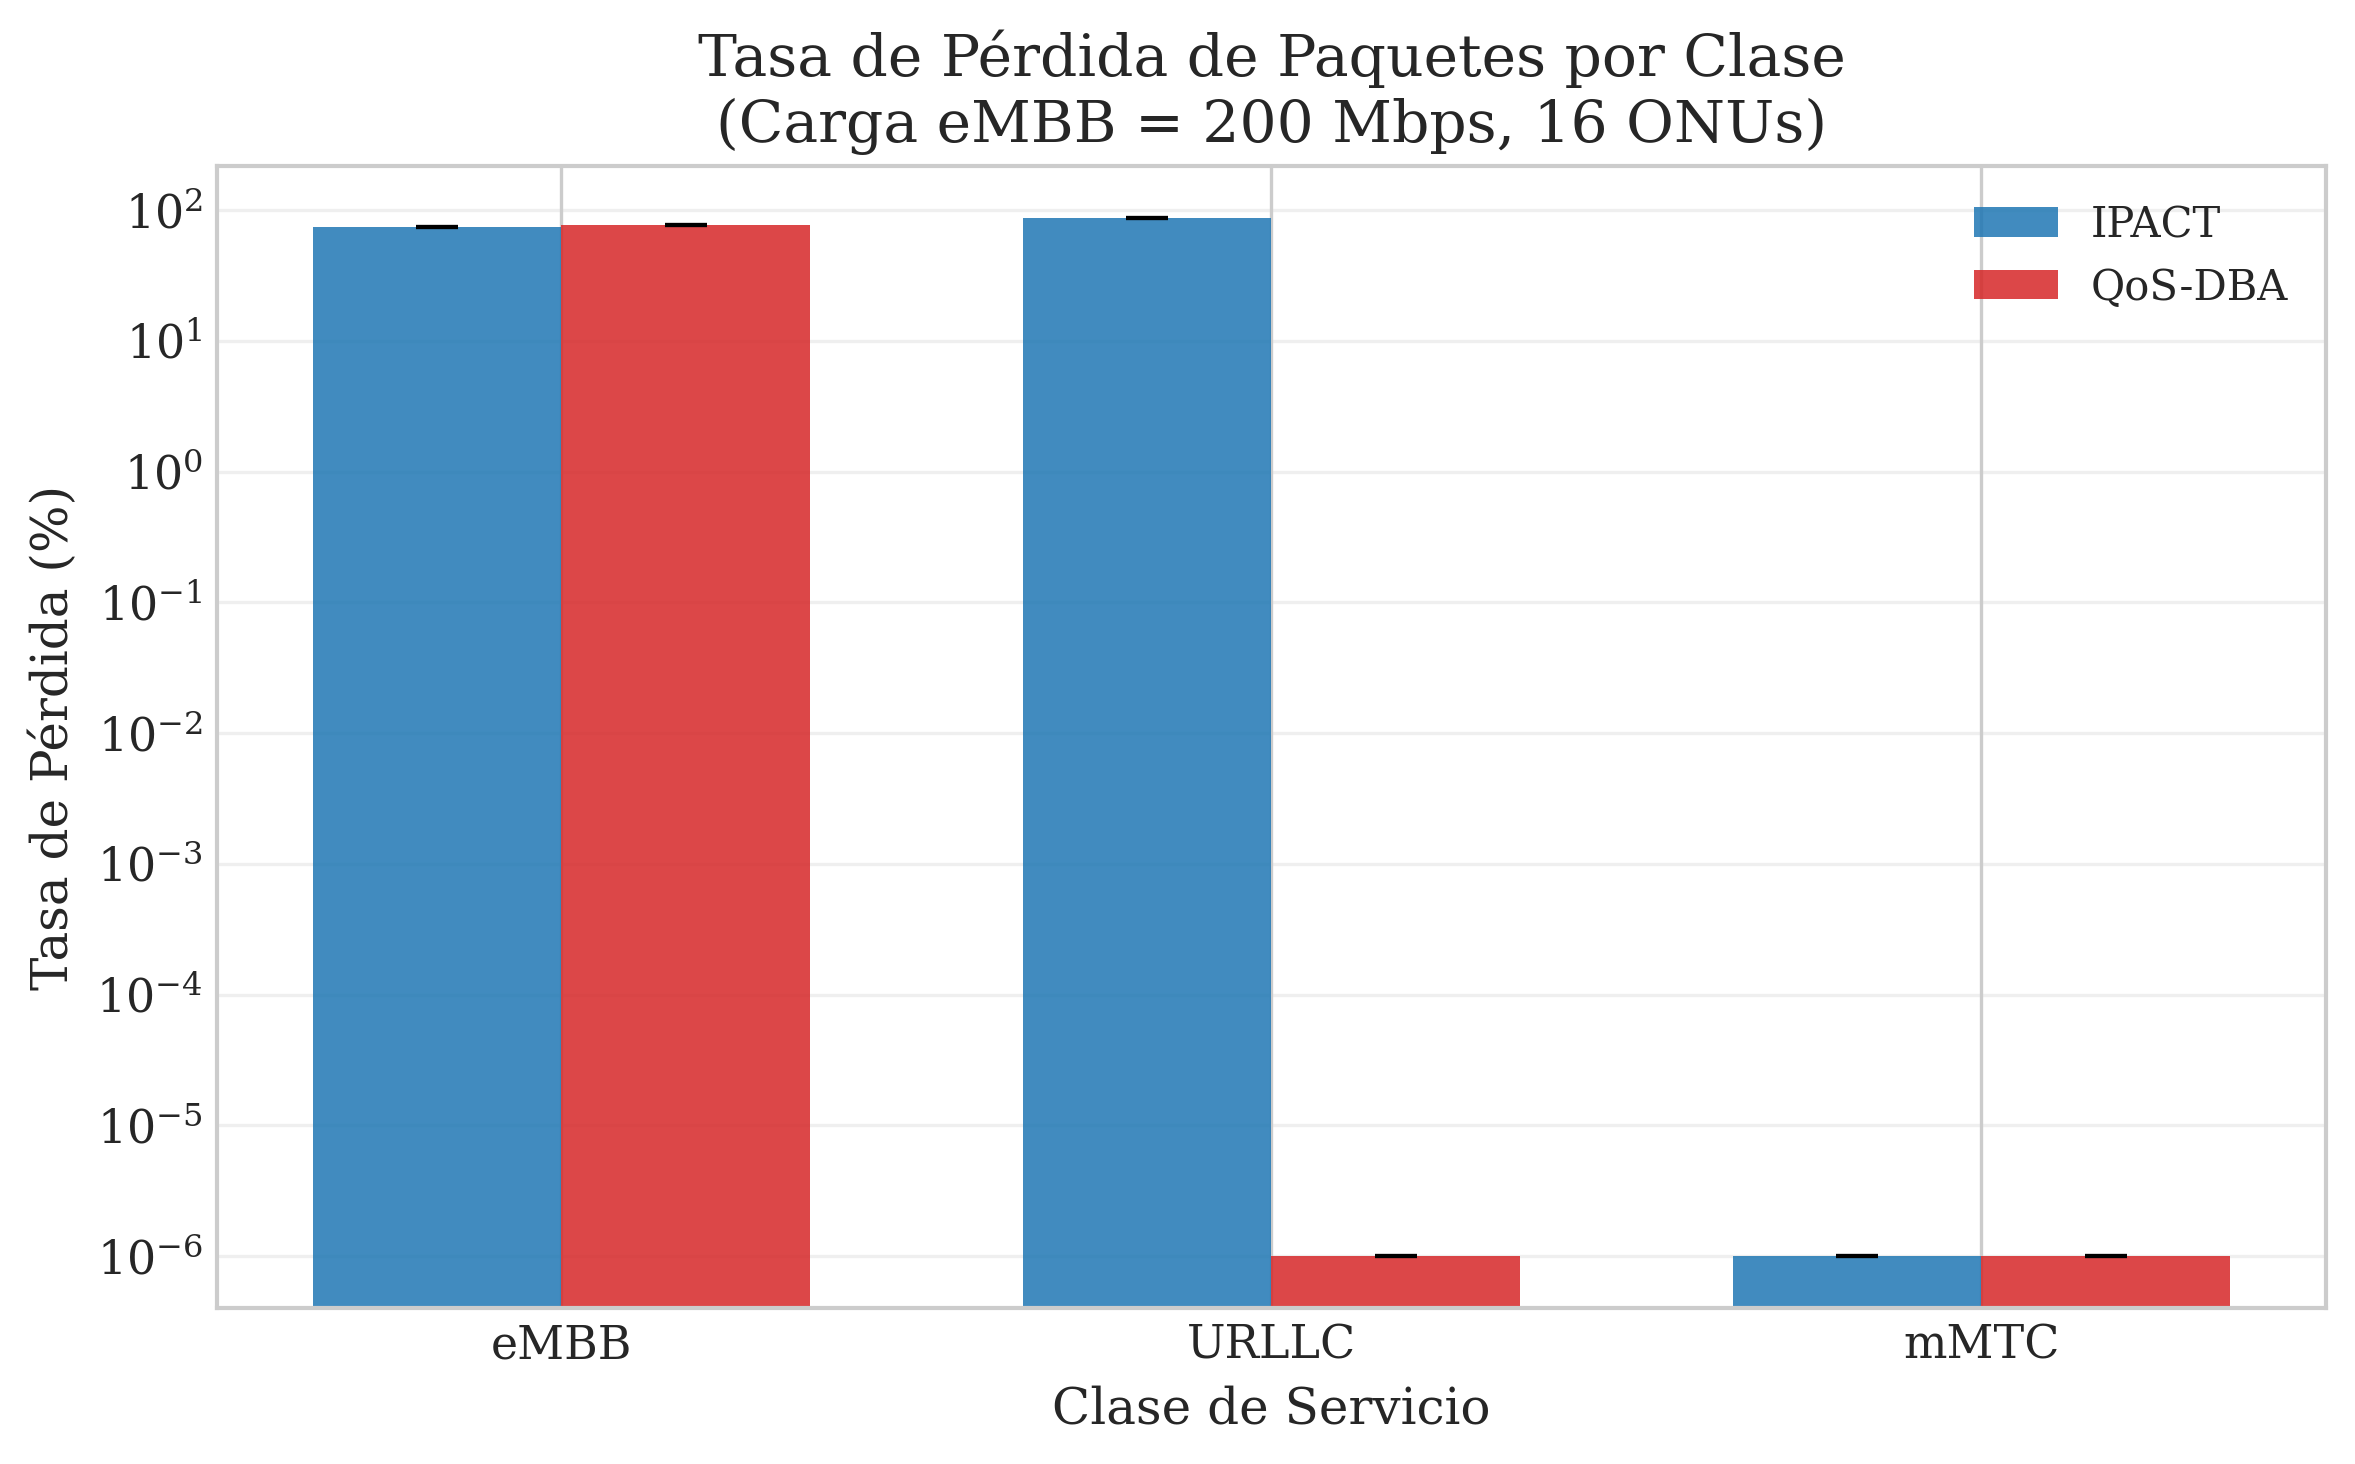 Tasa de Pérdida de Paquetes por Clase
(Carga eMBB = 200 Mbps, 16 ONUs)
IPACT
QoS-DBA
Tasa de Pérdida (%)
10²
10¹
10⁰
10⁻¹
10⁻²
10⁻³
10⁻⁴
10⁻⁵
10⁻⁶
eMBB
URLLC
mMTC
Clase de Servicio